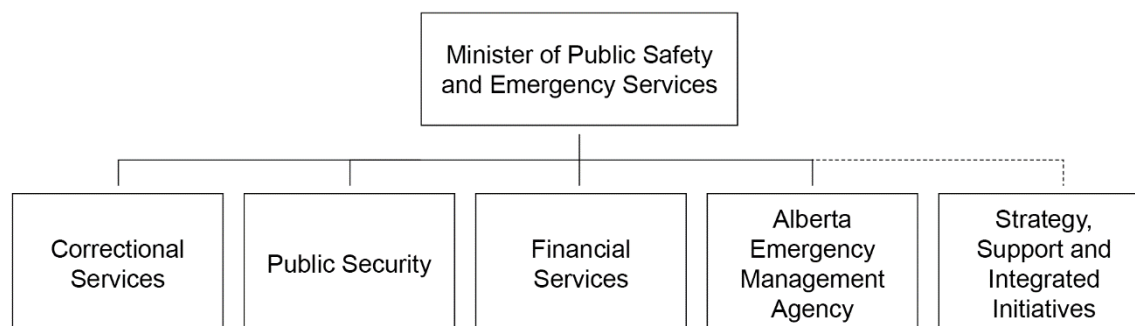 Minister of Public Safety
and Emergency Services
Correctional
Services
Public Security
Financial
Services
Alberta
Emergency
Management
Agency
Strategy,
Support and
Integrated
Initiatives